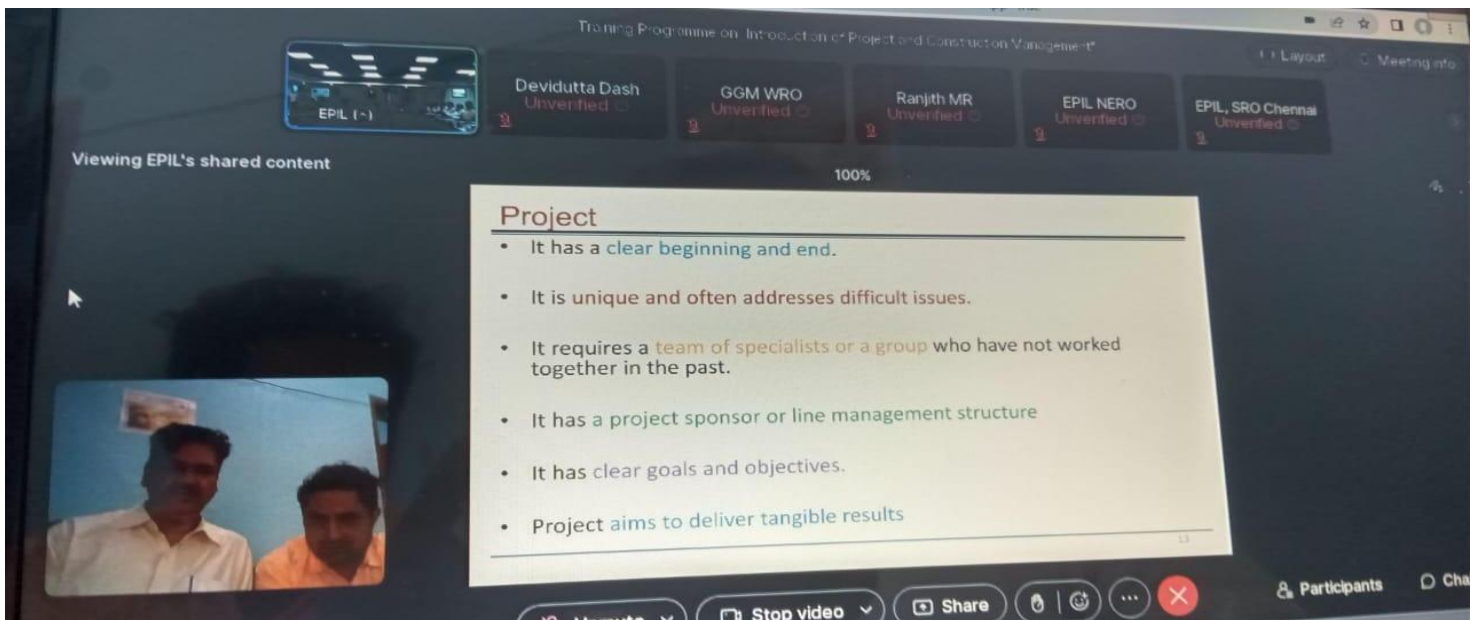 Training Programme on "Introduction of Project and Construction Management"
Layout
Meeting info
EPIL
Devidutta Dash
Unverified
GGM WRO
Unverified
Ranjith MR
Unverified
EPIL NERO
Unverified
EPIL, SRO Chennai
Unverified
Viewing EPIL's shared content
100%
Project
• It has a clear beginning and end.
• It is unique and often addresses difficult issues.
• It requires a team of specialists or a group who have not worked
together in the past.
• It has a project sponsor or line management structure
• It has clear goals and objectives.
• Project aims to deliver tangible results
13
Unmute
Stop video
Share
Participants
Cha